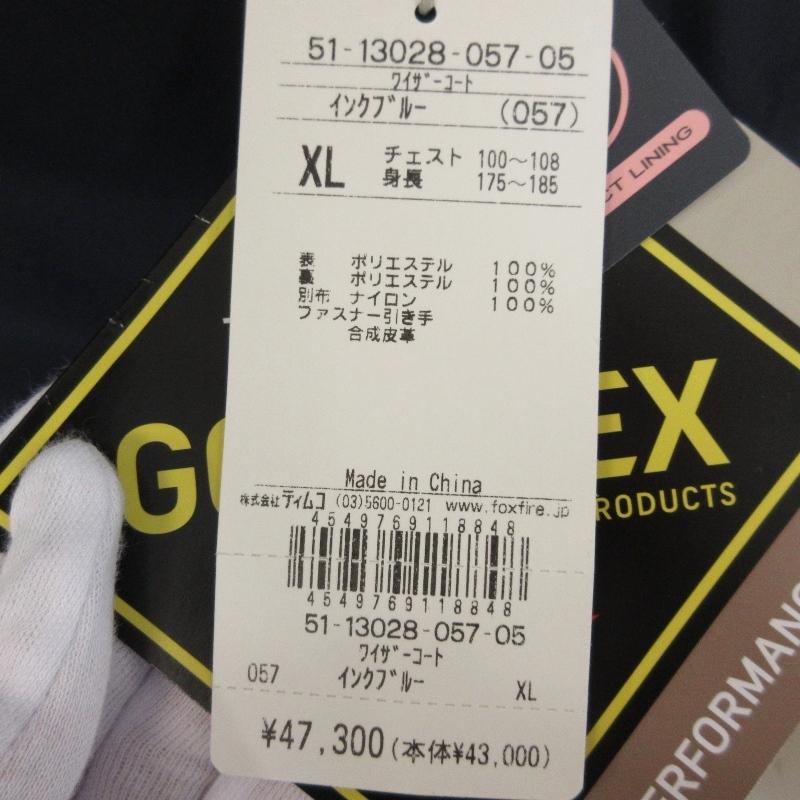 51-13028-057-05
ﾜｲｻﾞｰｺｰﾄ
インクブルー (057)
XL チェスト 100～108
身長 175～185
表 ポリエステル 100%
裏 ポリエステル 100%
別布 ナイロン 100%
ファスナー引き手
合成皮革
Made in China
株式会社 ティムコ (03)5600-0121 www.foxfire.jp
4549769118848
4549769118848
51-13028-057-05
ﾜｲｻﾞｰｺｰﾄ
057 ｲﾝｸﾌﾞﾙｰ XL
¥47,300(本体¥43,000)
CT LINING
G EX
RODUCTS
ERFORMANC